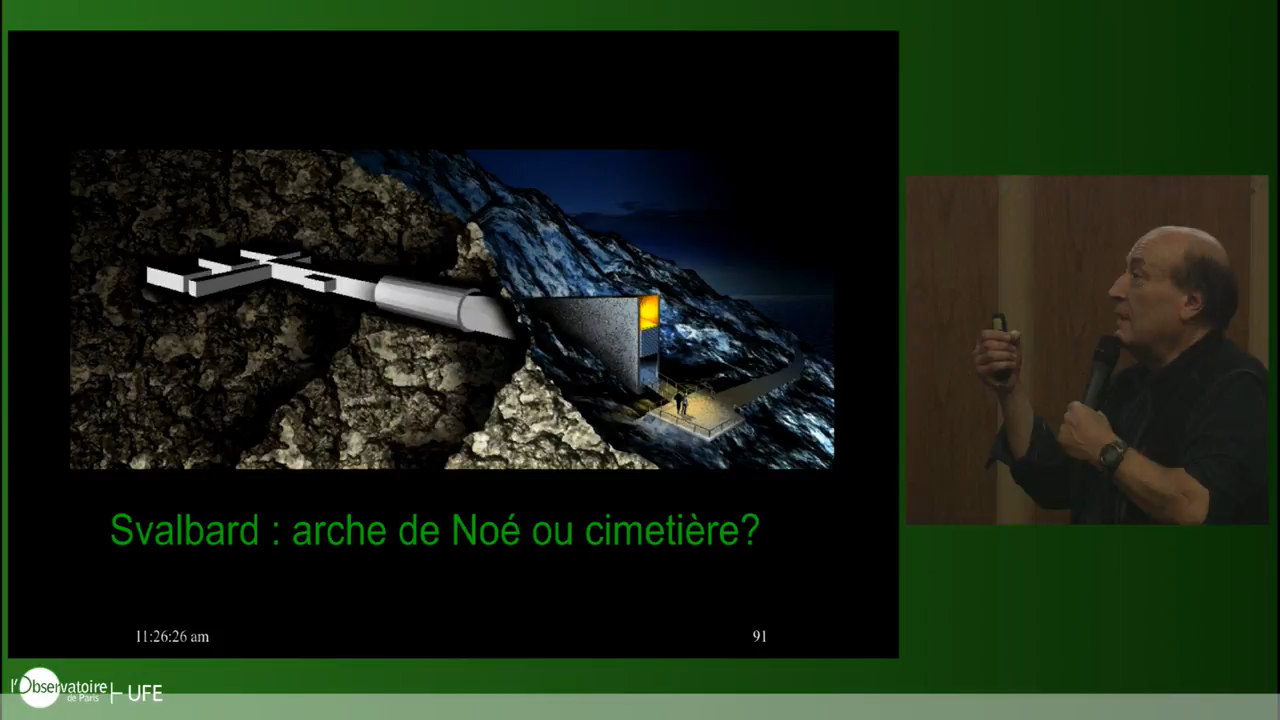 Svalbard : arche de Noé ou cimetière?
11:26:26 am
91
l'Observatoire
de Paris
UFE